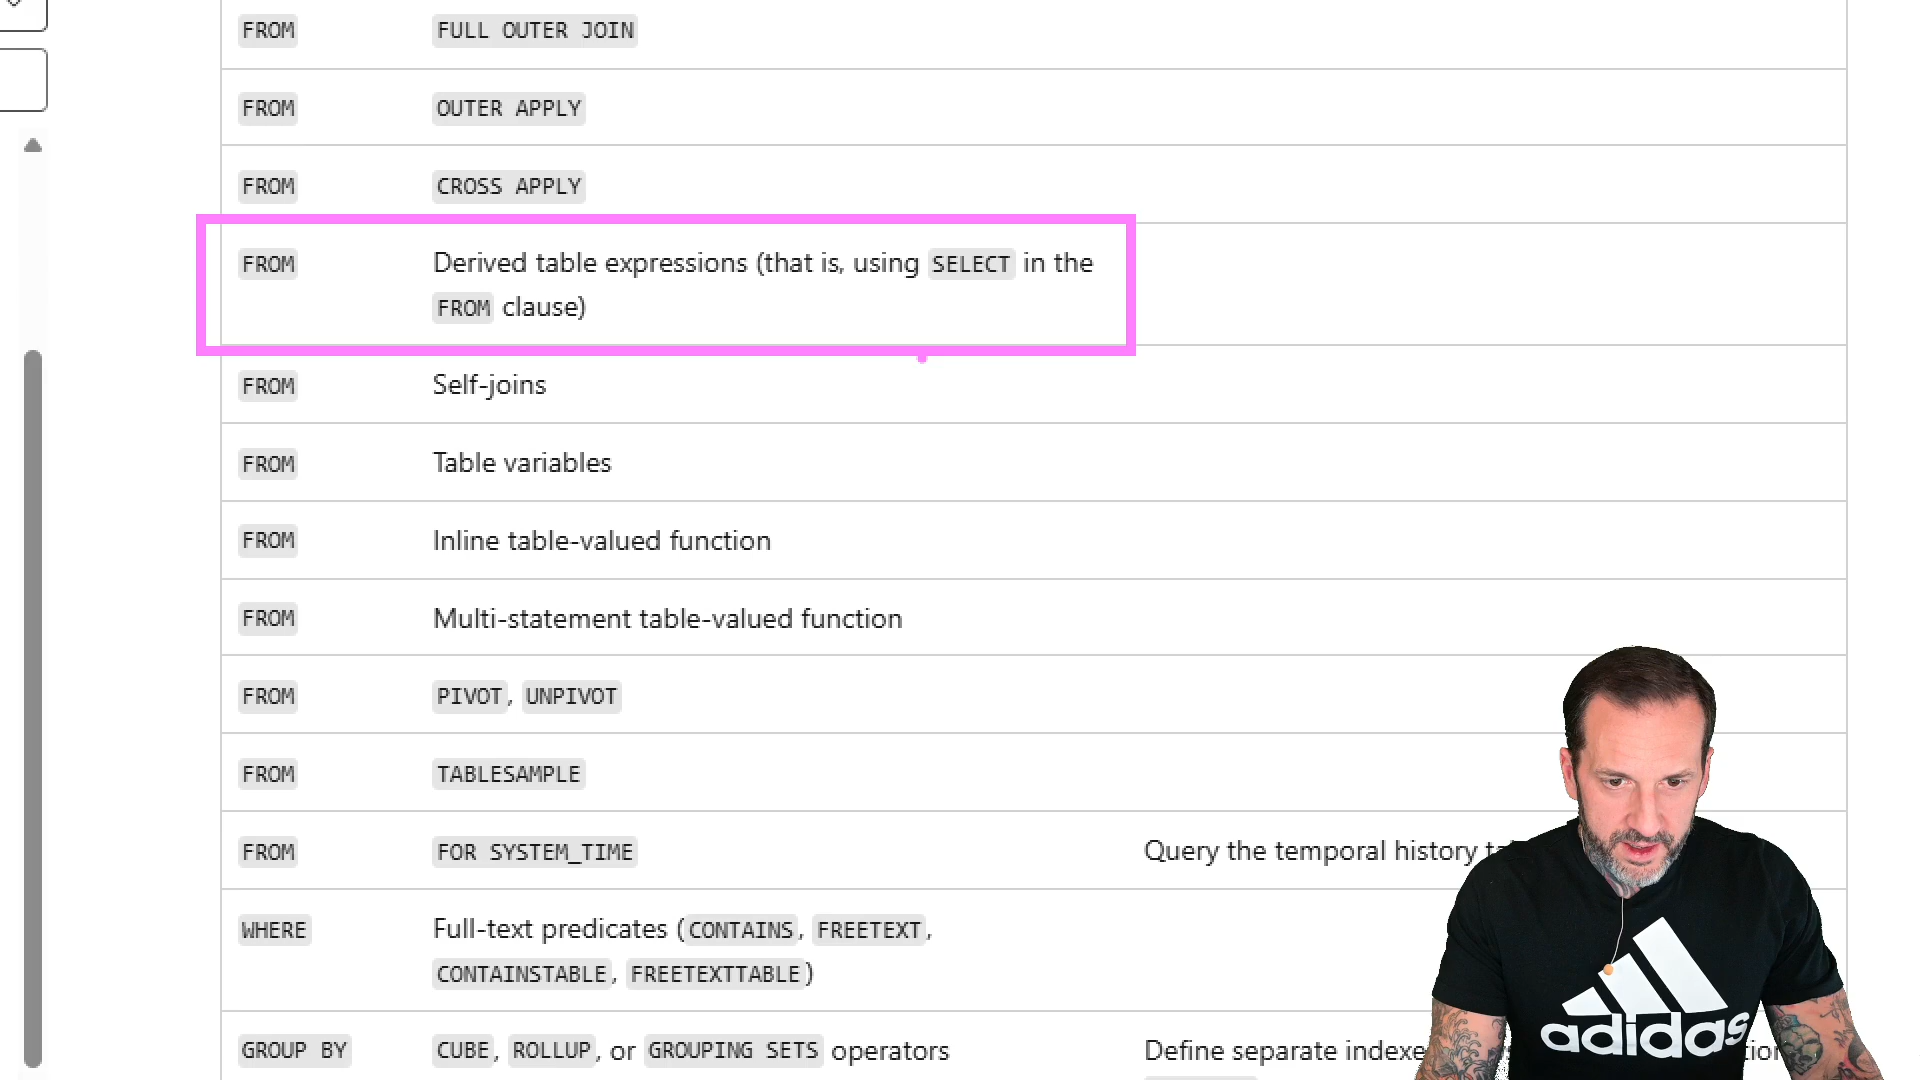 FROM FULL OUTER JOIN
FROM OUTER APPLY
FROM CROSS APPLY
FROM Derived table expressions (that is, using SELECT in the
FROM clause)
FROM Self-joins
FROM Table variables
FROM Inline table-valued function
FROM Multi-statement table-valued function
FROM PIVOT, UNPIVOT
FROM TABLESAMPLE
FROM FOR SYSTEM_TIME Query the temporal history
WHERE Full-text predicates (CONTAINS, FREETEXT,
CONTAINSTABLE, FREETEXTTABLE)
GROUP BY CUBE, ROLLUP, or GROUPING SETS operators Define separate
adidas